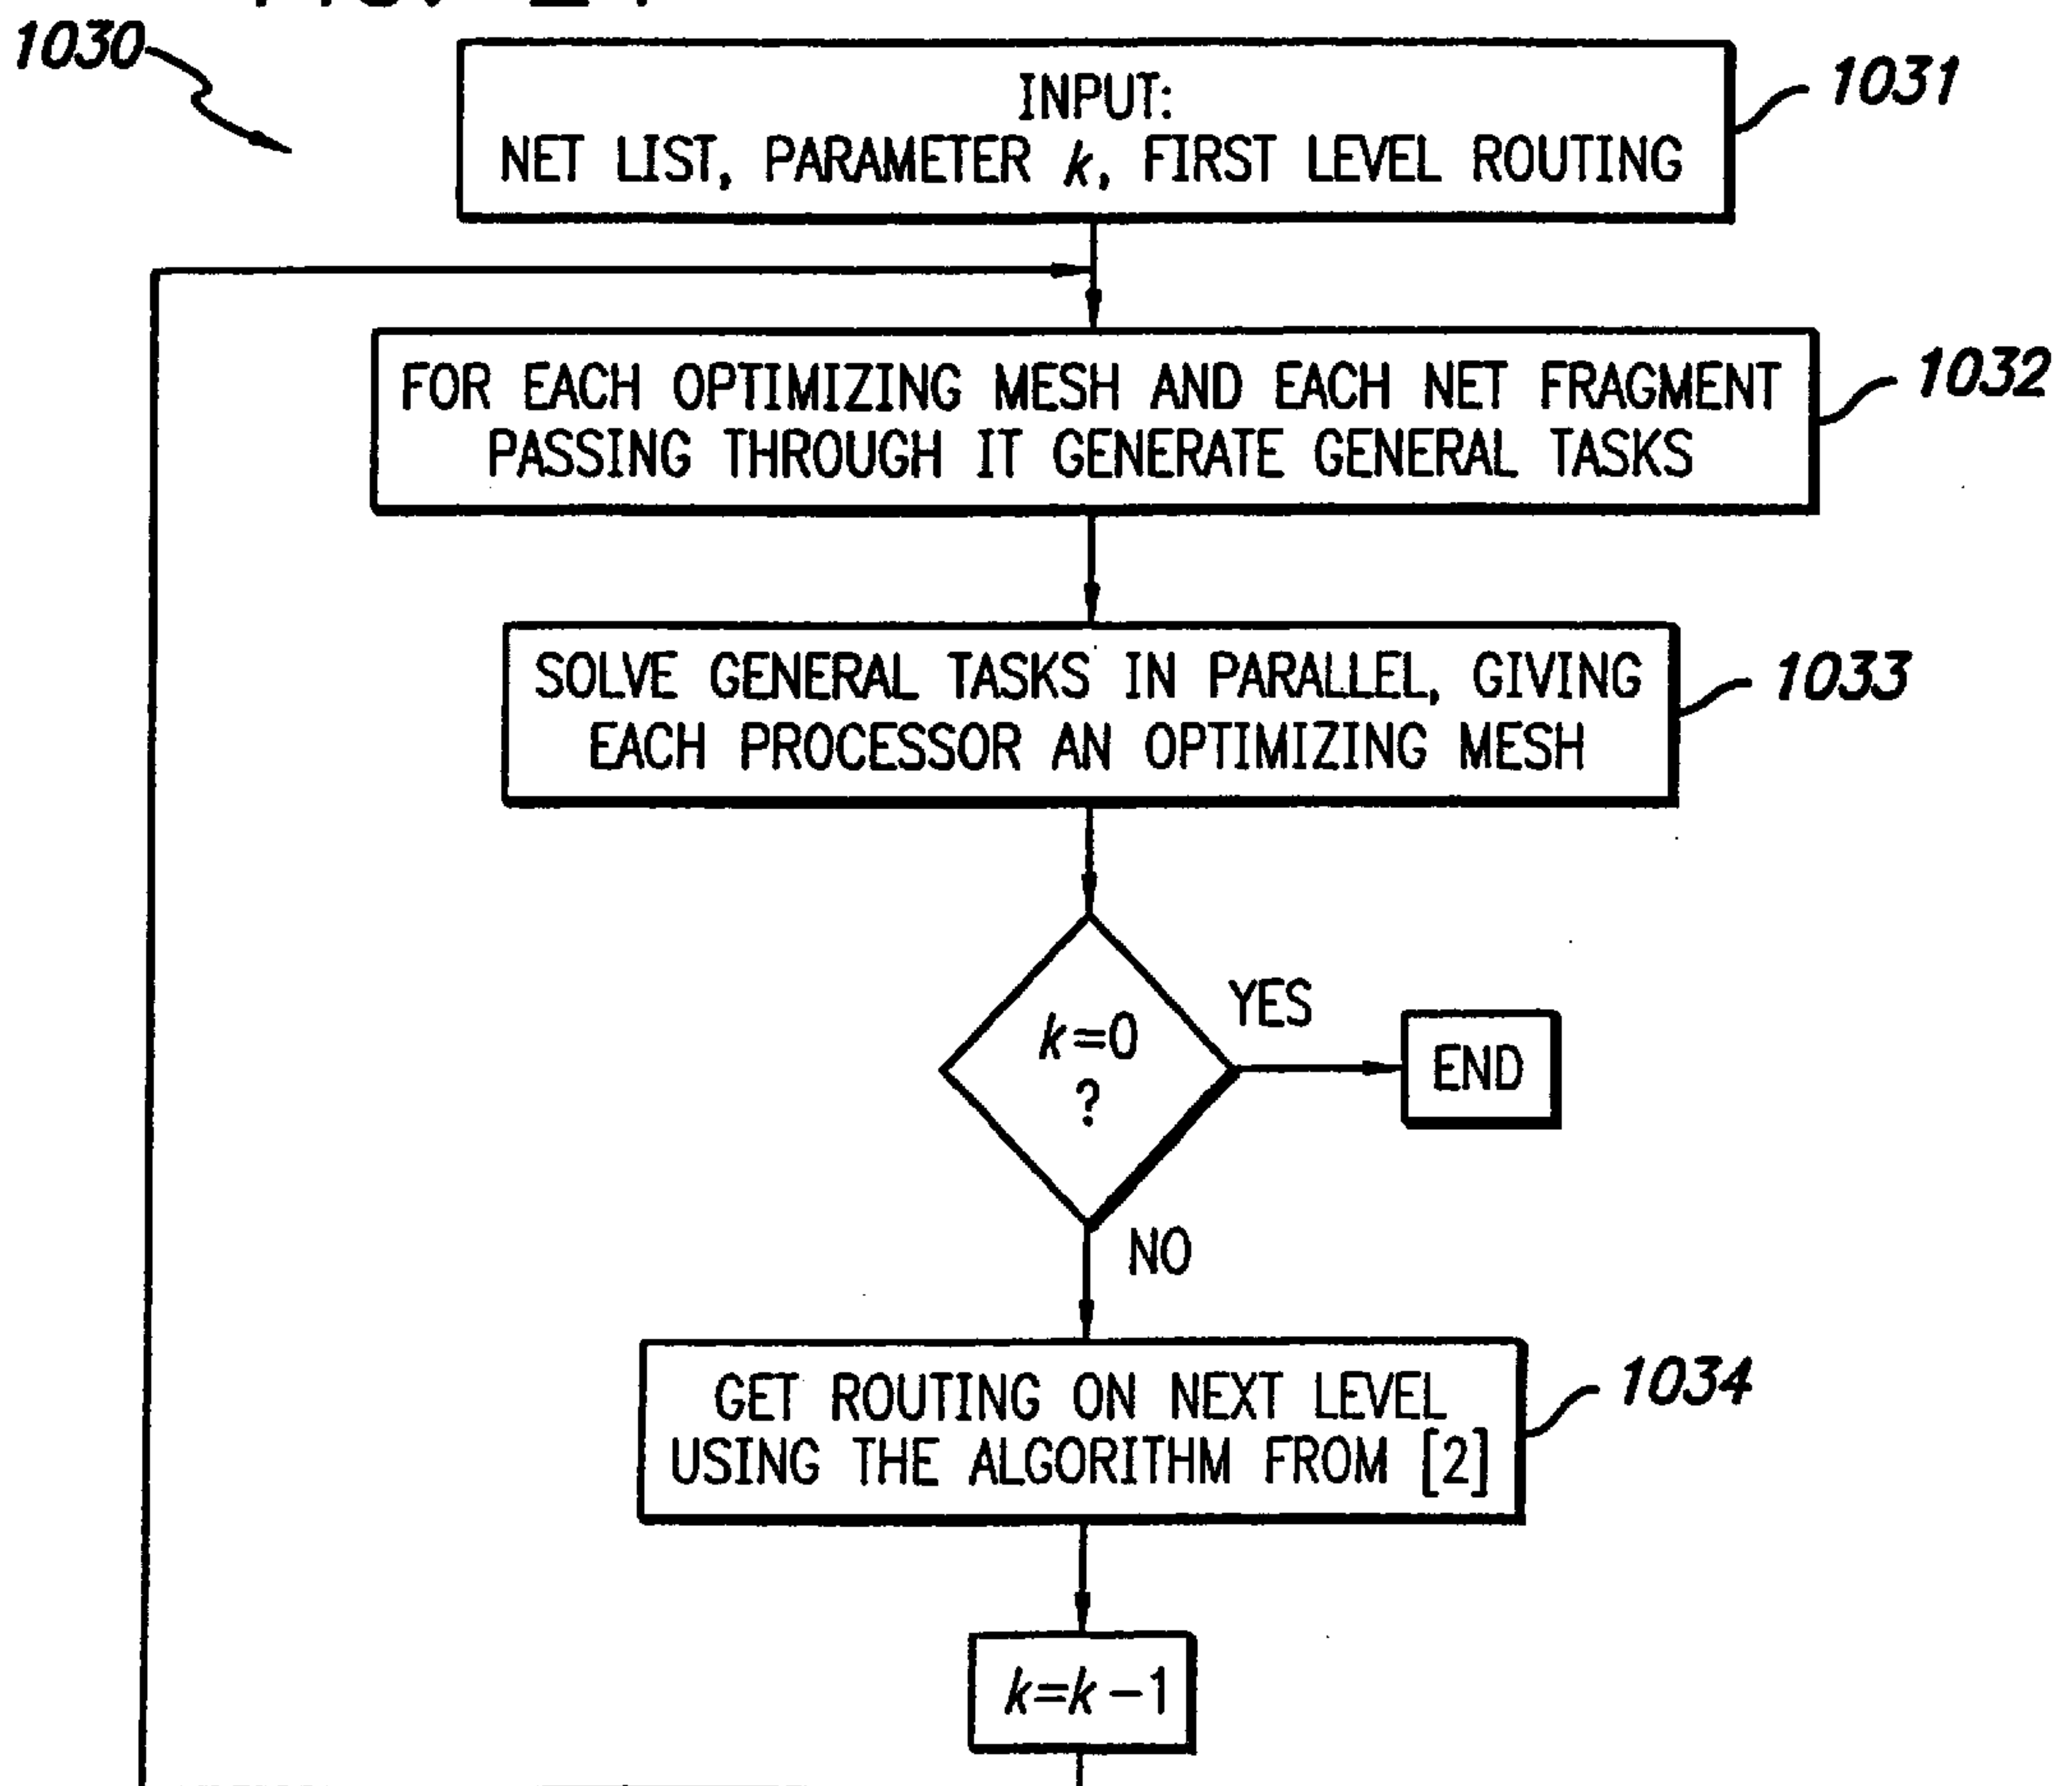 1030
INPUT:
NET LIST, PARAMETER k, FIRST LEVEL ROUTING
1031
FOR EACH OPTIMIZING MESH AND EACH NET FRAGMENT
PASSING THROUGH IT GENERATE GENERAL TASKS
1032
SOLVE GENERAL TASKS IN PARALLEL, GIVING
EACH PROCESSOR AN OPTIMIZING MESH
1033
k=0
?
YES
END
NO
GET ROUTING ON NEXT LEVEL
USING THE ALGORITHM FROM [2]
1034
k=k-1